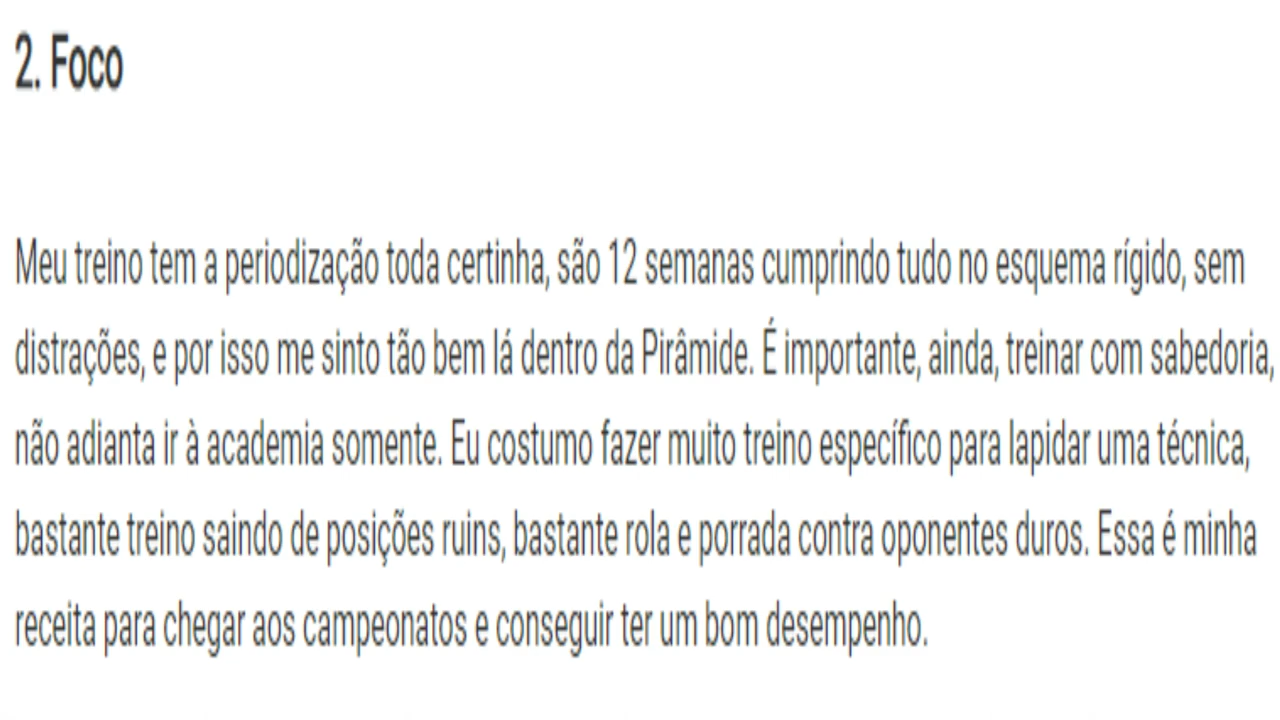 2. Foco
Meu treino tem a periodização toda certinha, são 12 semanas cumprindo tudo no esquema rígido, sem
distrações, e por isso me sinto tão bem lá dentro da Pirâmide. É importante, ainda, treinar com sabedoria,
não adianta ir à academia somente. Eu costumo fazer muito treino específico para lapidar uma técnica,
bastante treino saindo de posições ruins, bastante rola e porrada contra oponentes duros. Essa é minha
receita para chegar aos campeonatos e conseguir ter um bom desempenho.